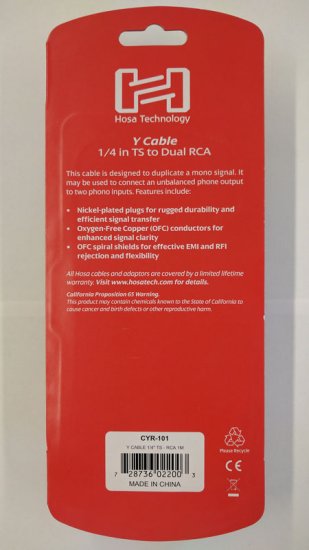 Hosa Technology
Y Cable
1/4 in TS to Dual RCA
This cable is designed to duplicate a mono signal. It
may be used to connect an unbalanced phone output
to two phono inputs. Features include:
• Nickel-plated plugs for rugged durability and
efficient signal transfer
• Oxygen-Free Copper (OFC) conductors for
enhanced signal clarity
• OFC spiral shields for effective EMI and RFI
rejection and flexibility
All Hosa cables and adaptors are covered by a limited lifetime
warranty. Visit www.hosatech.com for details.
California Proposition 65 Warning.
This product may contain chemicals known to the State of California to
cause cancer and birth defects or other reproductive harm.
CYR-101
Y CABLE 1/4" TS - RCA 1M
7 28736 02200 3
MADE IN CHINA
Please Recycle
CE